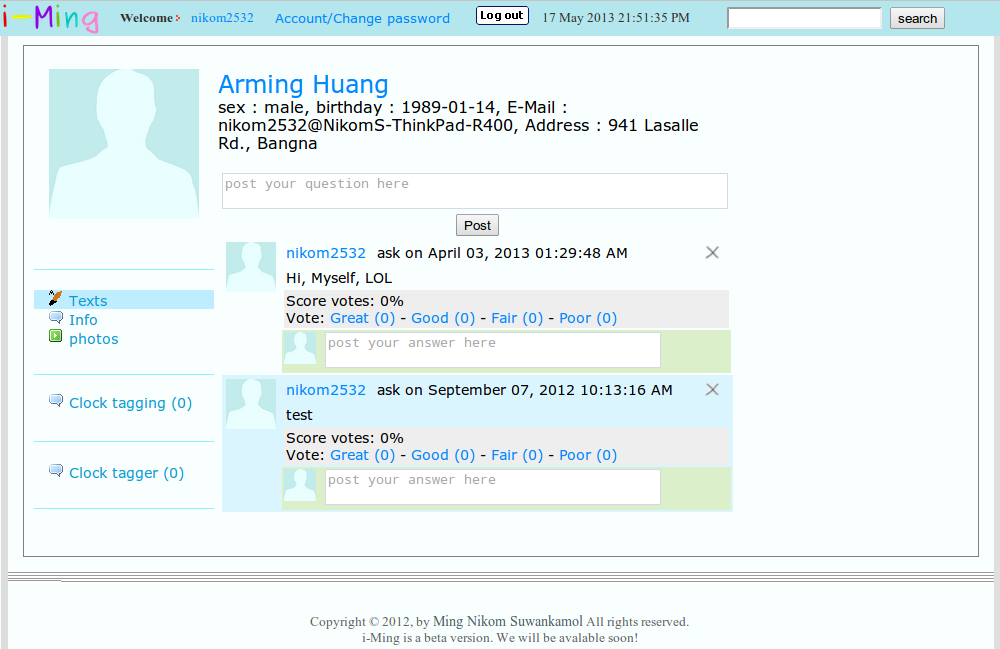 i-Ming Welcome nikom2532 Account/Change password Log out 17 May 2013 21:51:35 PM search
Arming Huang
sex : male, birthday : 1989-01-14, E-Mail :
nikom2532@NikomS-ThinkPad-R400, Address : 941 Lasalle
Rd., Bangna
post your question here
Post
Texts
Info
photos
Clock tagging (0)
Clock tagger (0)
nikom2532 ask on April 03, 2013 01:29:48 AM
Hi, Myself, LOL
Score votes: 0%
Vote: Great (0) - Good (0) - Fair (0) - Poor (0)
post your answer here
nikom2532 ask on September 07, 2012 10:13:16 AM
test
Score votes: 0%
Vote: Great (0) - Good (0) - Fair (0) - Poor (0)
post your answer here
Copyright © 2012, by Ming Nikom Suwankamol All rights reserved.
i-Ming is a beta version. We will be avalable soon!